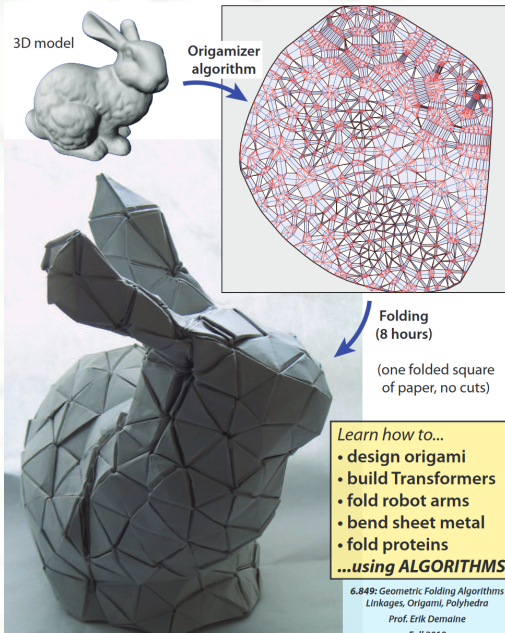 3D model
Origamizer
algorithm
Folding
(8 hours)
(one folded square
of paper, no cuts)
Learn how to...
• design origami
• build Transformers
• fold robot arms
• bend sheet metal
• fold proteins
...using ALGORITHMS
6.849: Geometric Folding Algorithms
Linkages, Origami, Polyhedra
Prof. Erik Demaine